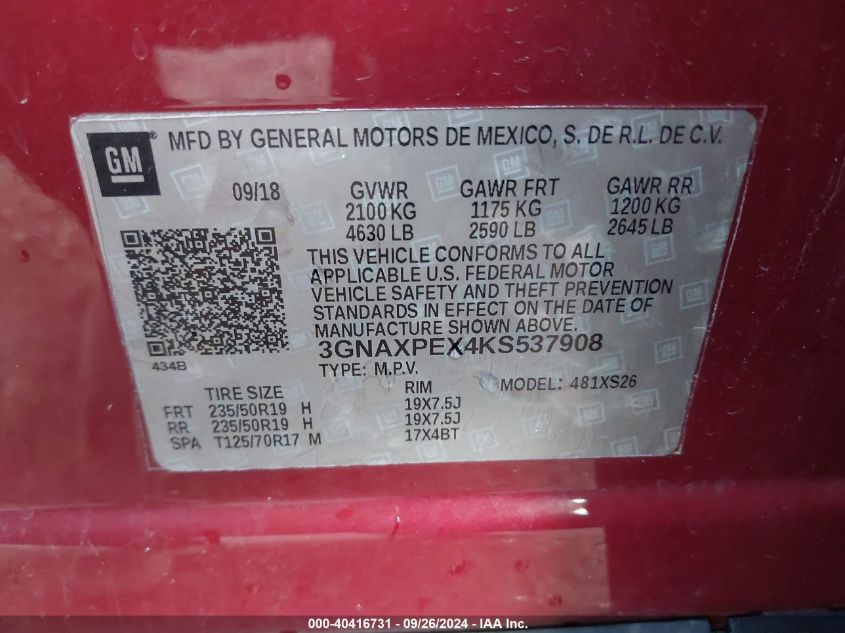 GM
MFD BY GENERAL MOTORS DE MEXICO, S. DE R.L. DE C.V.
09/18 GVWR GAWR FRT GAWR RR
2100 KG 1175 KG 1200 KG
4630 LB 2590 LB 2645 LB
THIS VEHICLE CONFORMS TO ALL
APPLICABLE U.S. FEDERAL MOTOR
VEHICLE SAFETY AND THEFT PREVENTION
STANDARDS IN EFFECT ON THE DATE OF
MANUFACTURE SHOWN ABOVE.
434B 3GNAXPEX4KS537908
TYPE: M.P.V. MODEL: 481XS26
TIRE SIZE RIM
FRT 235/50R19 H 19X7.5J
RR 235/50R19 H 19X7.5J
SPA T125/70R17 M 17X4BT
000-40416731 - 09/26/2024 - IAA Inc.